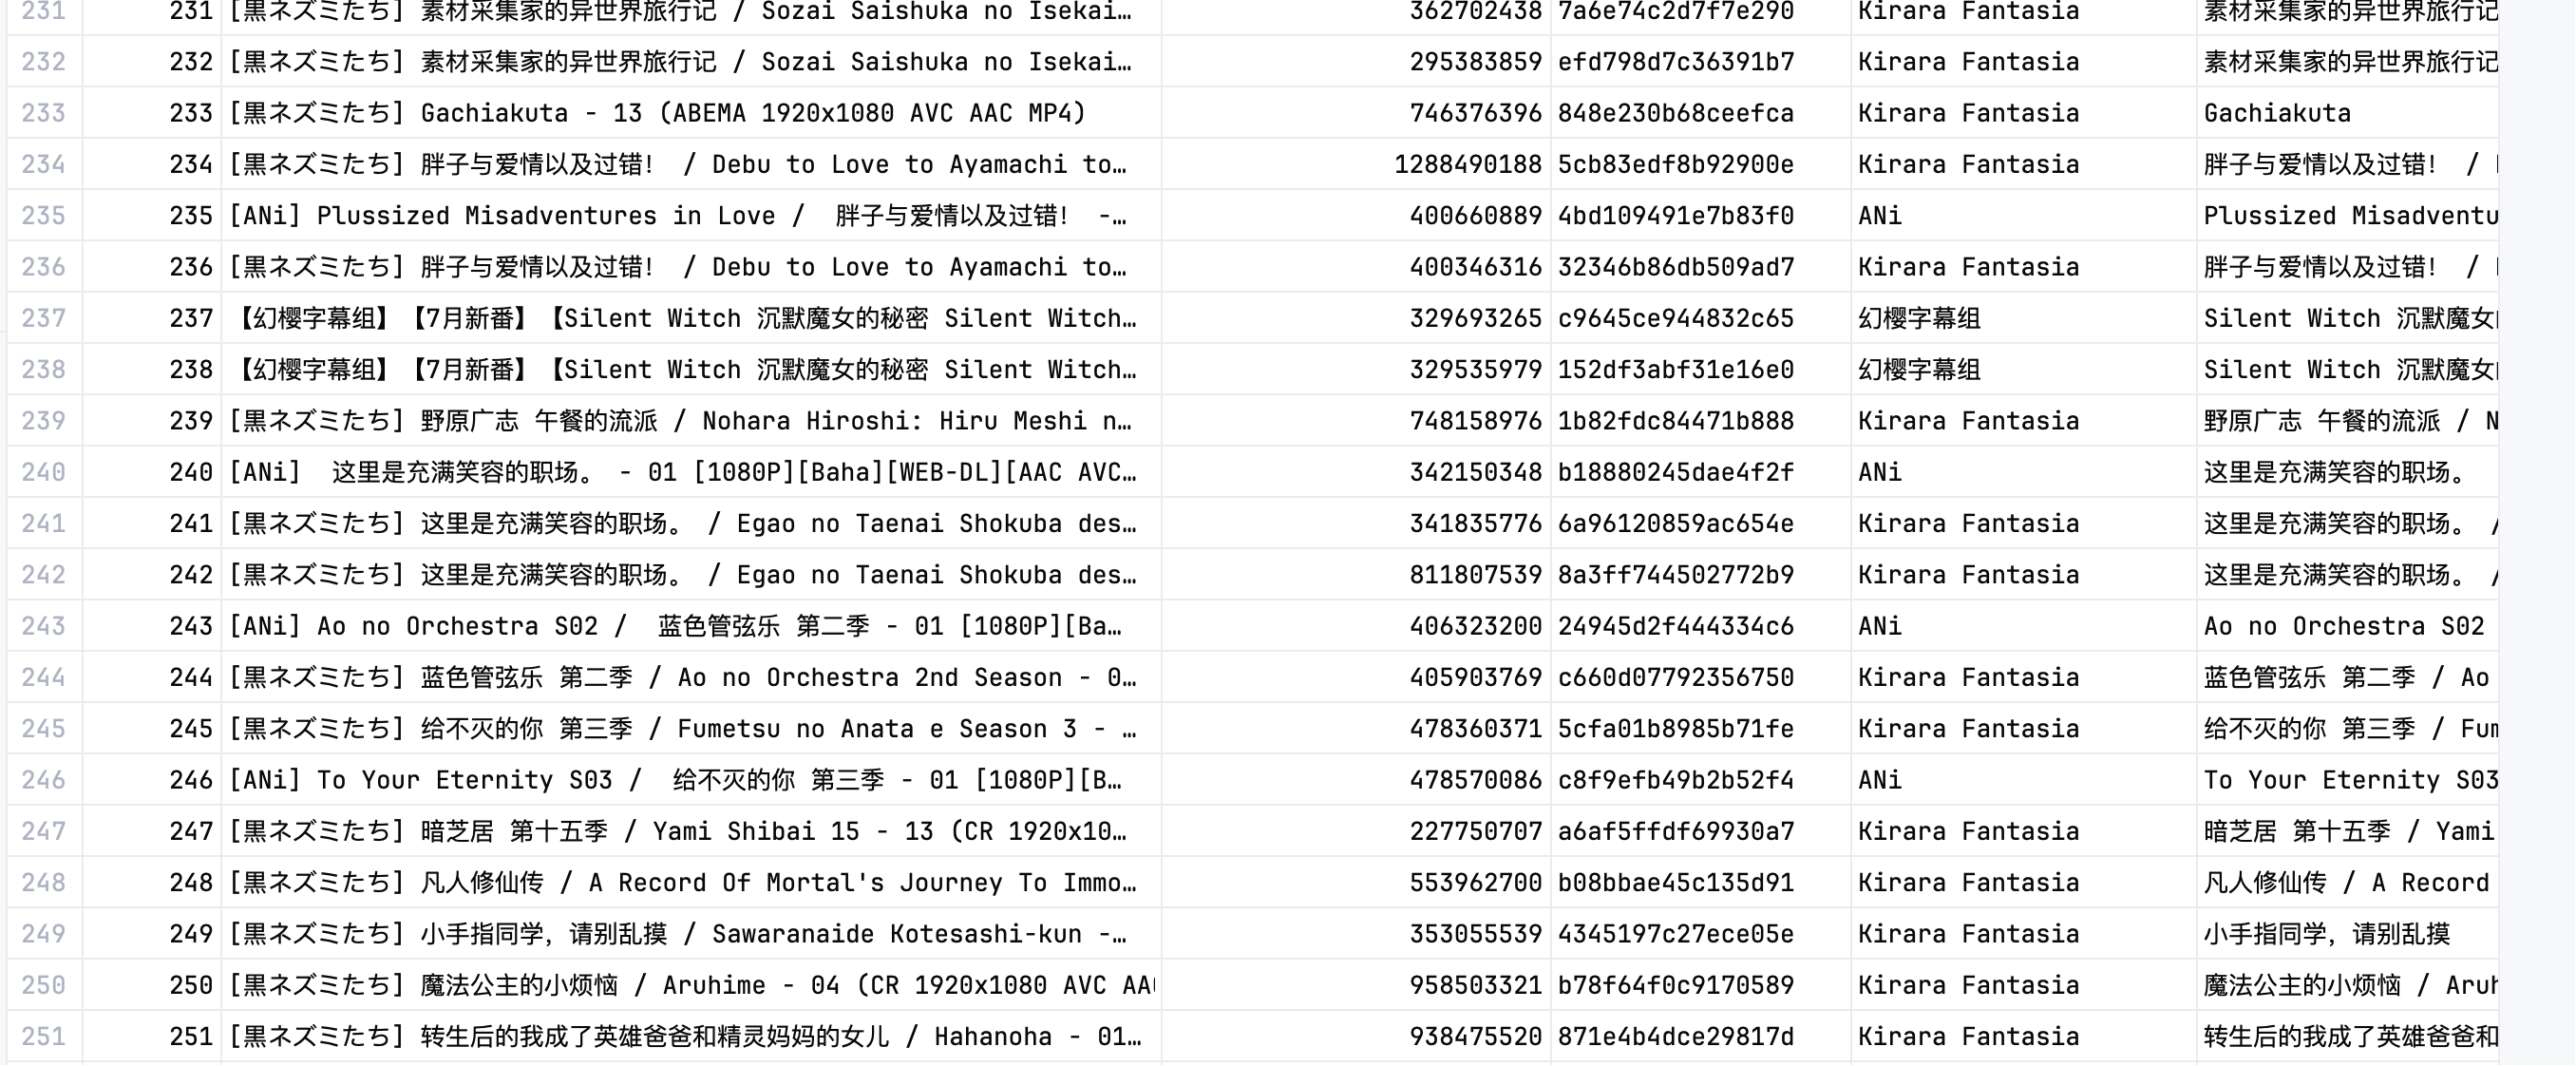 231 231 [黒ネズミたち] 素材采集家的异世界旅行记 / Sozai Saishuka no Isekai… 362702438 7a6e74c2d7f7e290 Kirara Fantasia 素材采集家的异世界旅行记
232 232 [黒ネズミたち] 素材采集家的异世界旅行记 / Sozai Saishuka no Isekai… 295383859 efd798d7c36391b7 Kirara Fantasia 素材采集家的异世界旅行记
233 233 [黒ネズミたち] Gachiakuta - 13 (ABEMA 1920x1080 AVC AAC MP4) 746376396 848e230b68ceefca Kirara Fantasia Gachiakuta
234 234 [黒ネズミたち] 胖子与爱情以及过错！ / Debu to Love to Ayamachi to… 1288490188 5cb83edf8b92900e Kirara Fantasia 胖子与爱情以及过错！ /
235 235 [ANi] Plussized Misadventures in Love /  胖子与爱情以及过错！ -… 400660889 4bd109491e7b83f0 ANi Plussized Misadventu
236 236 [黒ネズミたち] 胖子与爱情以及过错！ / Debu to Love to Ayamachi to… 400346316 32346b86db509ad7 Kirara Fantasia 胖子与爱情以及过错！ /
237 237 【幻樱字幕组】【7月新番】【Silent Witch 沉默魔女的秘密 Silent Witch… 329693265 c9645ce944832c65 幻樱字幕组 Silent Witch 沉默魔女
238 238 【幻樱字幕组】【7月新番】【Silent Witch 沉默魔女的秘密 Silent Witch… 329535979 152df3abf31e16e0 幻樱字幕组 Silent Witch 沉默魔女
239 239 [黒ネズミたち] 野原广志 午餐的流派 / Nohara Hiroshi: Hiru Meshi n… 748158976 1b82fdc84471b888 Kirara Fantasia 野原广志 午餐的流派 / N
240 240 [ANi]  这里是充满笑容的职场。 - 01 [1080P][Baha][WEB-DL][AAC AVC… 342150348 b18880245dae4f2f ANi 这里是充满笑容的职场。
241 241 [黒ネズミたち] 这里是充满笑容的职场。 / Egao no Taenai Shokuba des… 341835776 6a96120859ac654e Kirara Fantasia 这里是充满笑容的职场。 /
242 242 [黒ネズミたち] 这里是充满笑容的职场。 / Egao no Taenai Shokuba des… 811807539 8a3ff744502772b9 Kirara Fantasia 这里是充满笑容的职场。 /
243 243 [ANi] Ao no Orchestra S02 /  蓝色管弦乐 第二季 - 01 [1080P][Ba… 406323200 24945d2f444334c6 ANi Ao no Orchestra S02
244 244 [黒ネズミたち] 蓝色管弦乐 第二季 / Ao no Orchestra 2nd Season - 0… 405903769 c660d07792356750 Kirara Fantasia 蓝色管弦乐 第二季 / Ao
245 245 [黒ネズミたち] 给不灭的你 第三季 / Fumetsu no Anata e Season 3 - … 478360371 5cfa01b8985b71fe Kirara Fantasia 给不灭的你 第三季 / Fum
246 246 [ANi] To Your Eternity S03 /  给不灭的你 第三季 - 01 [1080P][B… 478570086 c8f9efb49b2b52f4 ANi To Your Eternity S03
247 247 [黒ネズミたち] 暗芝居 第十五季 / Yami Shibai 15 - 13 (CR 1920x10… 227750707 a6af5ffdf69930a7 Kirara Fantasia 暗芝居 第十五季 / Yami
248 248 [黒ネズミたち] 凡人修仙传 / A Record Of Mortal's Journey To Immo… 553962700 b08bbae45c135d91 Kirara Fantasia 凡人修仙传 / A Record
249 249 [黒ネズミたち] 小手指同学，请别乱摸 / Sawaranaide Kotesashi-kun -… 353055539 4345197c27ece05e Kirara Fantasia 小手指同学，请别乱摸
250 250 [黒ネズミたち] 魔法公主的小烦恼 / Aruhime - 04 (CR 1920x1080 AVC AA 958503321 b78f64f0c9170589 Kirara Fantasia 魔法公主的小烦恼 / Aruh
251 251 [黒ネズミたち] 转生后的我成了英雄爸爸和精灵妈妈的女儿 / Hahanoha - 01… 938475520 871e4b4dce29817d Kirara Fantasia 转生后的我成了英雄爸爸和